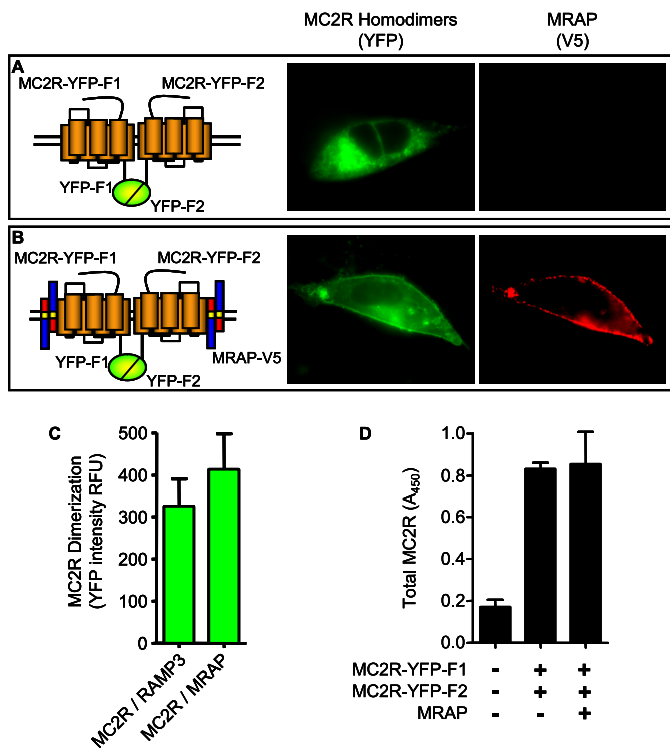 MC2R Homodimers
(YFP)
MRAP
(V5)
A
MC2R-YFP-F1
MC2R-YFP-F2
YFP-F1
YFP-F2
B
MC2R-YFP-F1
MC2R-YFP-F2
YFP-F1
YFP-F2
MRAP-V5
C
MC2R Dimerization
(YFP intensity RFU)
500
400
300
200
100
0
MC2R / RAMP3
MC2R / MRAP
D
Total MC2R (A450)
1.0
0.8
0.6
0.4
0.2
0.0
MC2R-YFP-F1 - + +
MC2R-YFP-F2 - + +
MRAP - - +